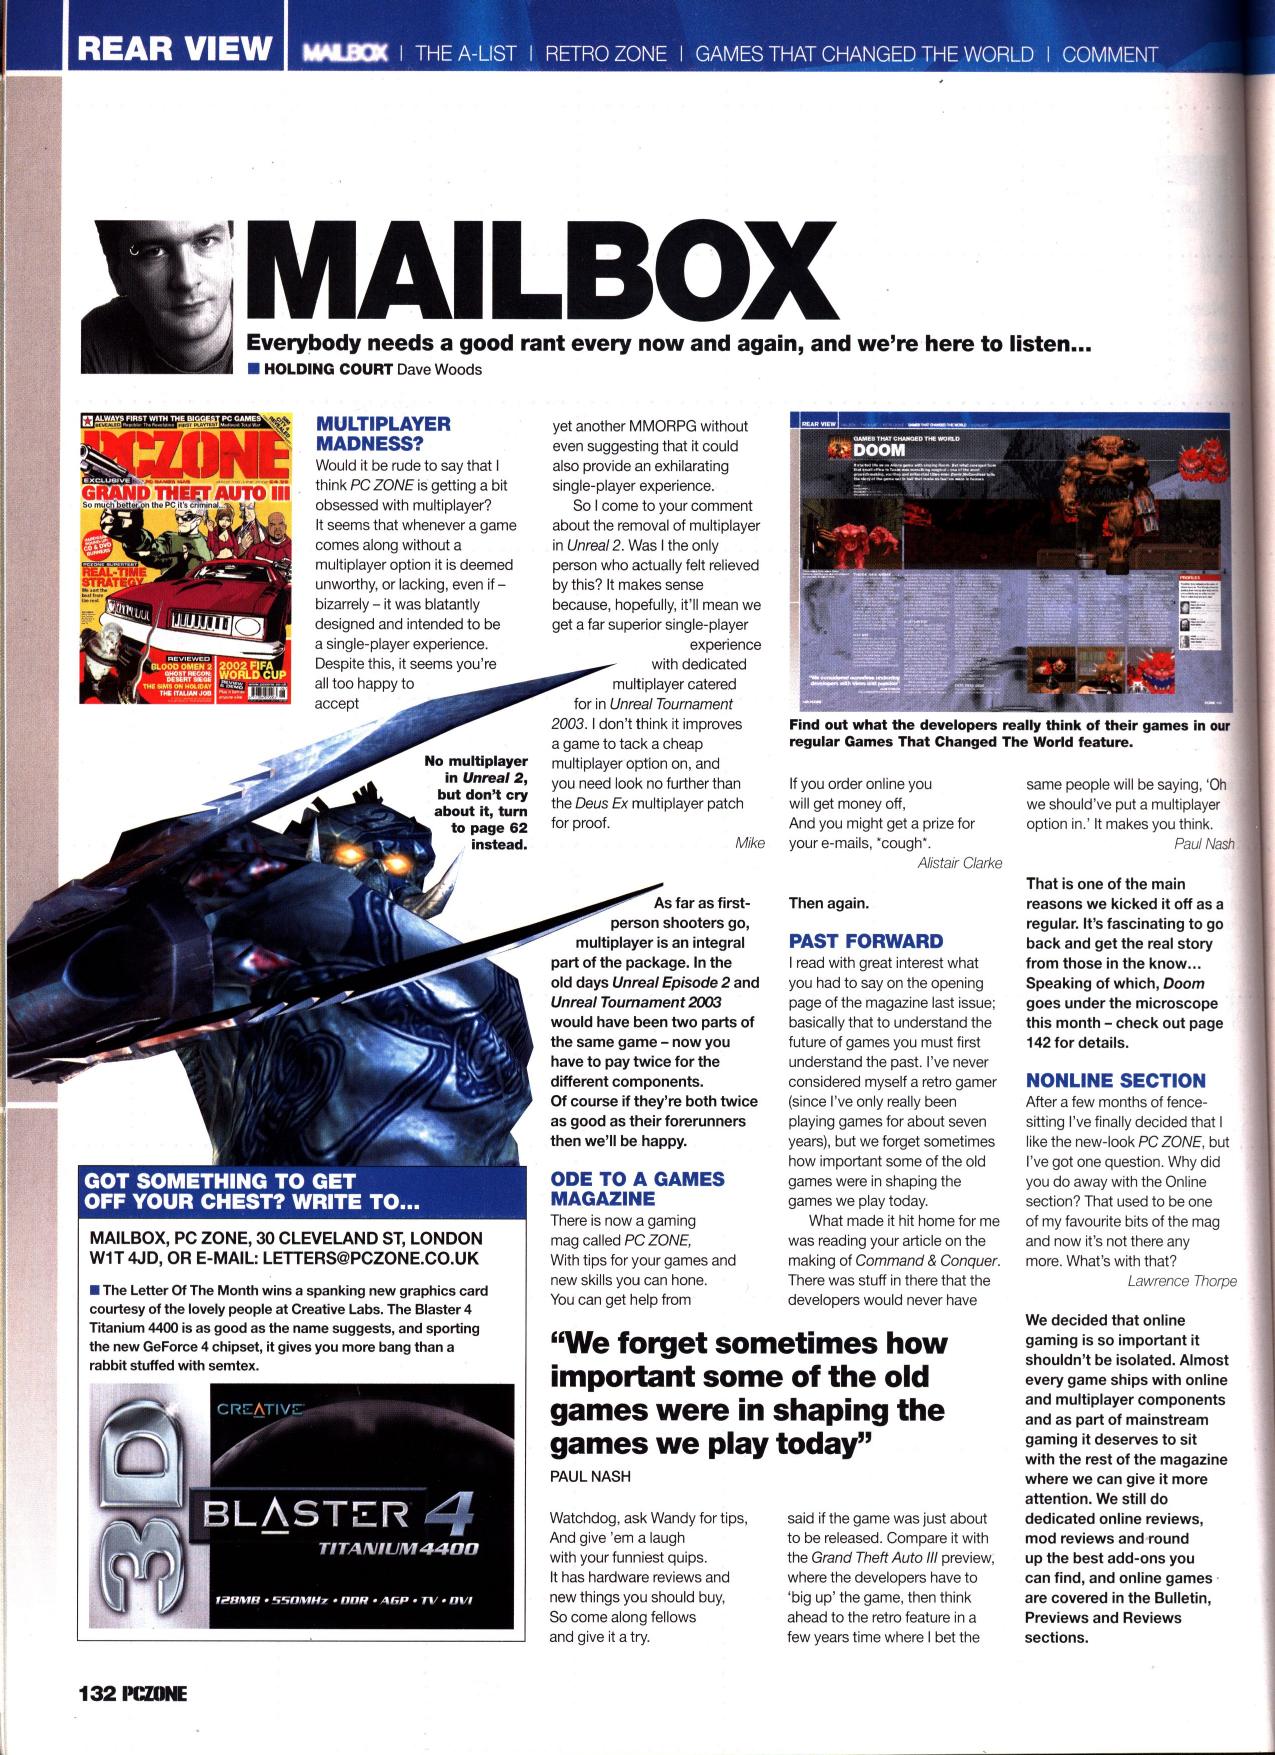 REAR VIEW
MAILBOX | THE A-LIST | RETRO ZONE | GAMES THAT CHANGED THE WORLD | COMMENT
MAILBOX
Everybody needs a good rant every now and again, and we're here to listen...
■ HOLDING COURT Dave Woods
ALWAYS FIRST WITH THE BIGGEST PC GAMES
PCZONE
EXCLUSIVE
GRAND THEFT AUTO III
So much better on the PC it's criminal...
REAL-TIME
STRATEGY
REVIEWED
BLOOD OMEN 2
GHOST RECON:
DESERT SIEGE
THE SIMS ON HOLIDAY
THE ITALIAN JOB
2002 FIFA
WORLD CUP
MULTIPLAYER
MADNESS?
Would it be rude to say that I
think PC ZONE is getting a bit
obsessed with multiplayer?
It seems that whenever a game
comes along without a
multiplayer option it is deemed
unworthy, or lacking, even if –
bizarrely – it was blatantly
designed and intended to be
a single-player experience.
Despite this, it seems you're
all too happy to
accept
yet another MMORPG without
even suggesting that it could
also provide an exhilarating
single-player experience.
So I come to your comment
about the removal of multiplayer
in Unreal 2. Was I the only
person who actually felt relieved
by this? It makes sense
because, hopefully, it'll mean we
get a far superior single-player
experience
with dedicated
multiplayer catered
for in Unreal Tournament
2003. I don't think it improves
a game to tack a cheap
multiplayer option on, and
you need look no further than
the Deus Ex multiplayer patch
for proof.
Mike
No multiplayer
in Unreal 2,
but don't cry
about it, turn
to page 62
instead.
As far as first-
person shooters go,
multiplayer is an integral
part of the package. In the
old days Unreal Episode 2 and
Unreal Tournament 2003
would have been two parts of
the same game – now you
have to pay twice for the
different components.
Of course if they're both twice
as good as their forerunners
then we'll be happy.
ODE TO A GAMES
MAGAZINE
There is now a gaming
mag called PC ZONE,
With tips for your games and
new skills you can hone.
You can get help from
Watchdog, ask Wandy for tips,
And give 'em a laugh
with your funniest quips.
It has hardware reviews and
new things you should buy,
So come along fellows
and give it a try.
REAR VIEW
GAMES THAT CHANGED THE WORLD
DOOM
PROFILES
Find out what the developers really think of their games in our
regular Games That Changed The World feature.
If you order online you
will get money off,
And you might get a prize for
your e-mails, *cough*.
Alistair Clarke
Then again.
PAST FORWARD
I read with great interest what
you had to say on the opening
page of the magazine last issue;
basically that to understand the
future of games you must first
understand the past. I've never
considered myself a retro gamer
(since I've only really been
playing games for about seven
years), but we forget sometimes
how important some of the old
games were in shaping the
games we play today.
What made it hit home for me
was reading your article on the
making of Command & Conquer.
There was stuff in there that the
developers would never have
said if the game was just about
to be released. Compare it with
the Grand Theft Auto III preview,
where the developers have to
'big up' the game, then think
ahead to the retro feature in a
few years time where I bet the
same people will be saying, 'Oh
we should've put a multiplayer
option in.' It makes you think.
Paul Nash
That is one of the main
reasons we kicked it off as a
regular. It's fascinating to go
back and get the real story
from those in the know...
Speaking of which, Doom
goes under the microscope
this month – check out page
142 for details.
NONLINE SECTION
After a few months of fence-
sitting I've finally decided that I
like the new-look PC ZONE, but
I've got one question. Why did
you do away with the Online
section? That used to be one
of my favourite bits of the mag
and now it's not there any
more. What's with that?
Lawrence Thorpe
We decided that online
gaming is so important it
shouldn't be isolated. Almost
every game ships with online
and multiplayer components
and as part of mainstream
gaming it deserves to sit
with the rest of the magazine
where we can give it more
attention. We still do
dedicated online reviews,
mod reviews and round
up the best add-ons you
can find, and online games
are covered in the Bulletin,
Previews and Reviews
sections.
"We forget sometimes how
important some of the old
games were in shaping the
games we play today"
PAUL NASH
GOT SOMETHING TO GET
OFF YOUR CHEST? WRITE TO...
MAILBOX, PC ZONE, 30 CLEVELAND ST, LONDON
W1T 4JD, OR E-MAIL: LETTERS@PCZONE.CO.UK
■ The Letter Of The Month wins a spanking new graphics card
courtesy of the lovely people at Creative Labs. The Blaster 4
Titanium 4400 is as good as the name suggests, and sporting
the new GeForce 4 chipset, it gives you more bang than a
rabbit stuffed with semtex.
3D
CREATIVE
BLASTER 4
TITANIUM 4400
128MB • 550MHz • DDR • AGP • TV • DVI
132 PCZONE